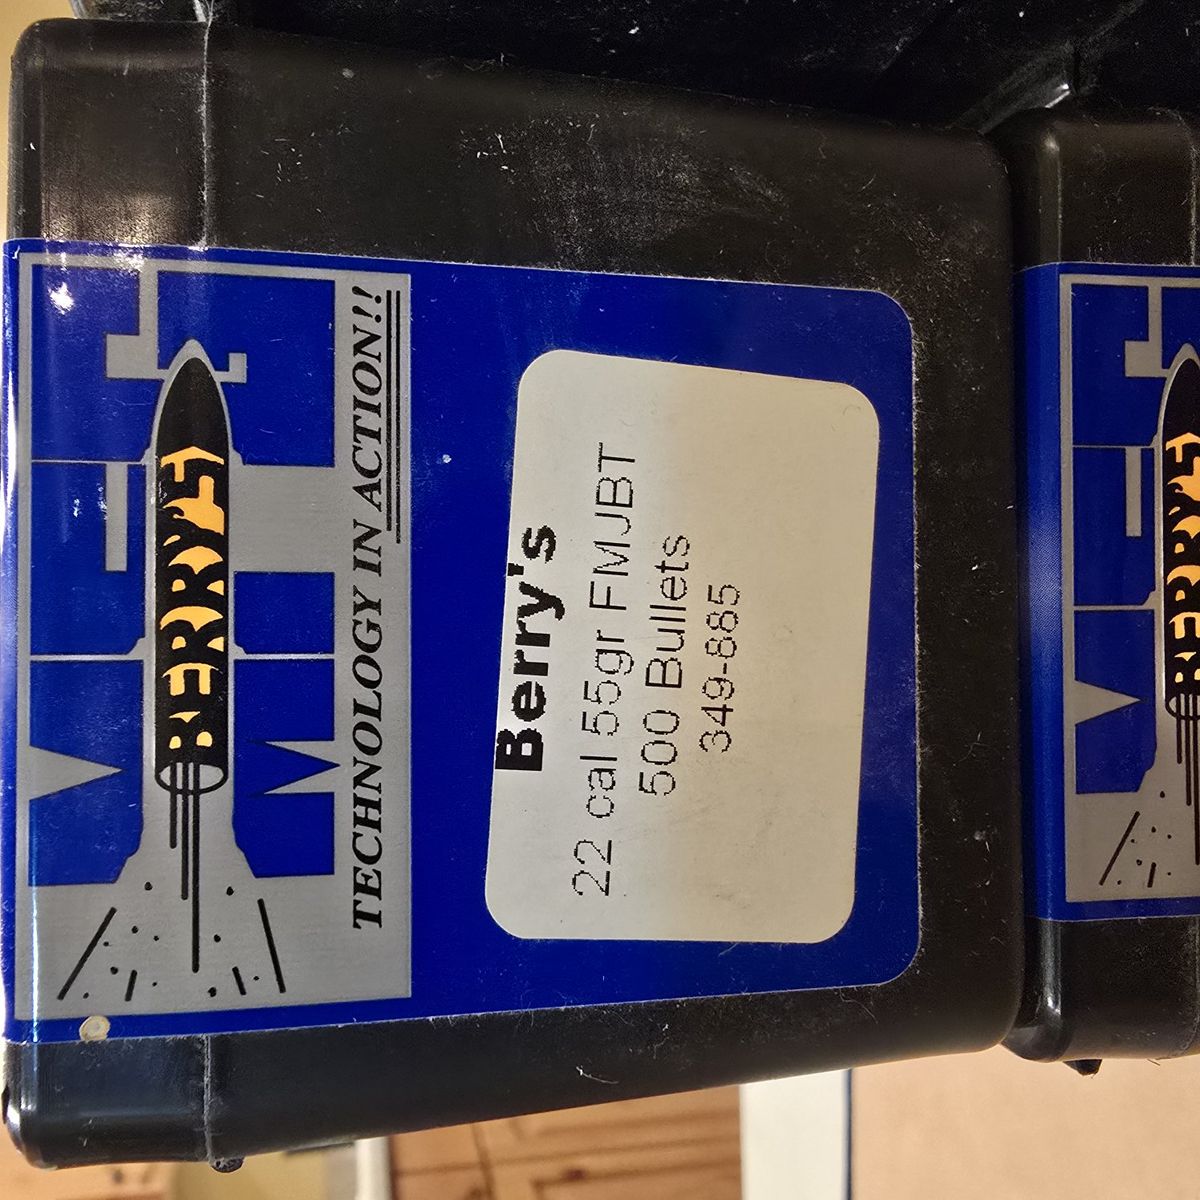 BERRY'S
TECHNOLOGY IN ACTION!!
Berry's
22 cal 55gr FMJBT
500 Bullets
349-885